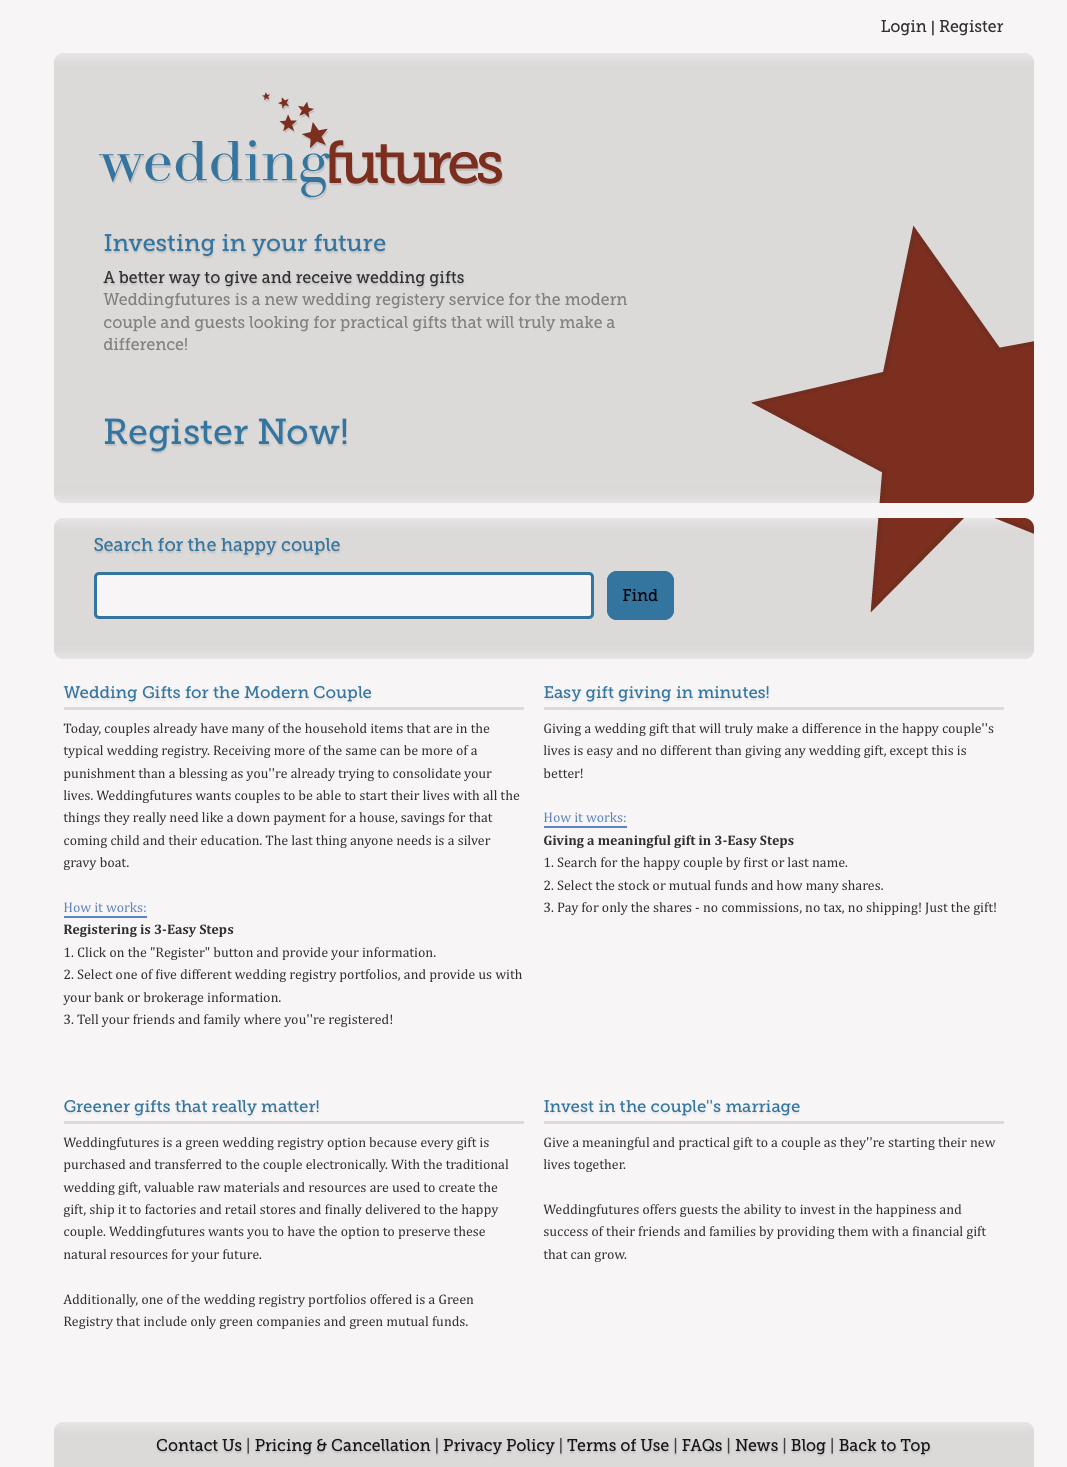 Login | Register
weddingfutures
Investing in your future
A better way to give and receive wedding gifts
Weddingfutures is a new wedding registery service for the modern
couple and guests looking for practical gifts that will truly make a
difference!
Register Now!
Search for the happy couple
Find
Wedding Gifts for the Modern Couple
Today, couples already have many of the household items that are in the
typical wedding registry. Receiving more of the same can be more of a
punishment than a blessing as you''re already trying to consolidate your
lives. Weddingfutures wants couples to be able to start their lives with all the
things they really need like a down payment for a house, savings for that
coming child and their education. The last thing anyone needs is a silver
gravy boat.
How it works:
Registering is 3-Easy Steps
1. Click on the "Register" button and provide your information.
2. Select one of five different wedding registry portfolios, and provide us with
your bank or brokerage information.
3. Tell your friends and family where you''re registered!
Easy gift giving in minutes!
Giving a wedding gift that will truly make a difference in the happy couple''s
lives is easy and no different than giving any wedding gift, except this is
better!
How it works:
Giving a meaningful gift in 3-Easy Steps
1. Search for the happy couple by first or last name.
2. Select the stock or mutual funds and how many shares.
3. Pay for only the shares - no commissions, no tax, no shipping! Just the gift!
Greener gifts that really matter!
Weddingfutures is a green wedding registry option because every gift is
purchased and transferred to the couple electronically. With the traditional
wedding gift, valuable raw materials and resources are used to create the
gift, ship it to factories and retail stores and finally delivered to the happy
couple. Weddingfutures wants you to have the option to preserve these
natural resources for your future.
Additionally, one of the wedding registry portfolios offered is a Green
Registry that include only green companies and green mutual funds.
Invest in the couple''s marriage
Give a meaningful and practical gift to a couple as they''re starting their new
lives together.
Weddingfutures offers guests the ability to invest in the happiness and
success of their friends and families by providing them with a financial gift
that can grow.
Contact Us | Pricing & Cancellation | Privacy Policy | Terms of Use | FAQs | News | Blog | Back to Top